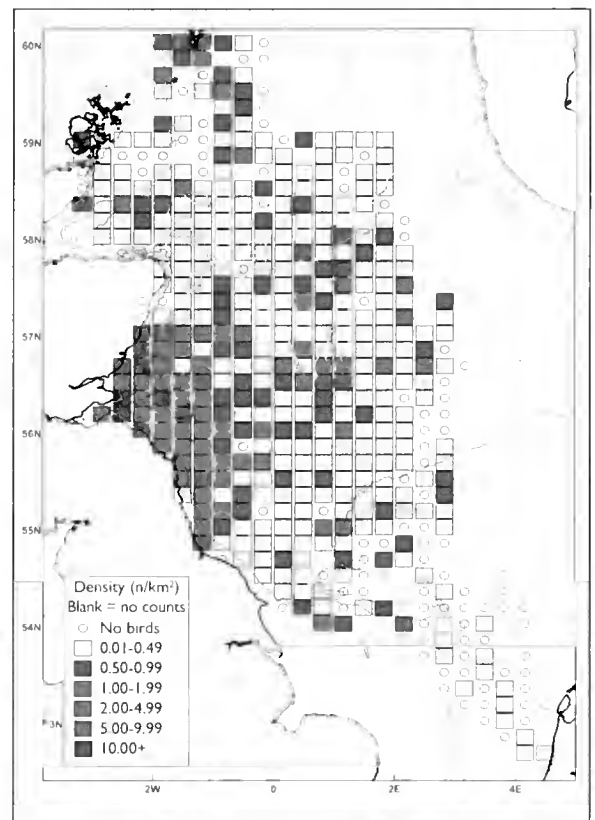 60N
59N
58N
57N
56N
55N
54N
3N
Density (n/km²)
Blank = no counts
No birds
0.01-0.49
0.50-0.99
1.00-1.99
2.00-4.99
5.00-9.99
10.00+
2W
0
2E
4E